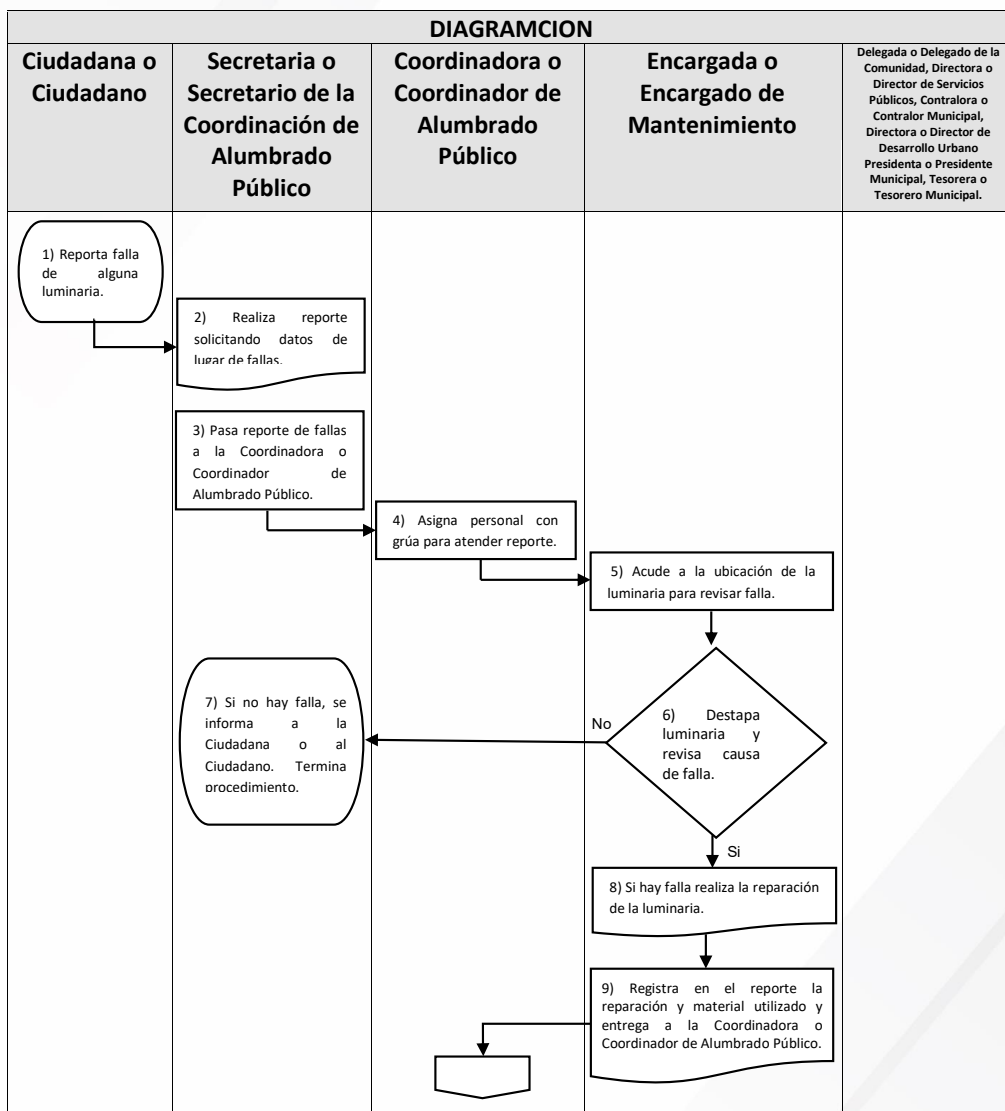 DIAGRAMCION
Ciudadana o
Ciudadano
Secretaria o
Secretario de la
Coordinación de
Alumbrado
Público
Coordinadora o
Coordinador de
Alumbrado
Público
Encargada o
Encargado de
Mantenimiento
Delegada o Delegado de la
Comunidad, Directora o
Director de Servicios
Públicos, Contralora o
Contralor Municipal,
Directora o Director de
Desarrollo Urbano
Presidenta o Presidente
Municipal, Tesorera o
Tesorero Municipal.
1) Reporta falla
de alguna
luminaria.
2) Realiza reporte
solicitando datos de
lugar de fallas.
3) Pasa reporte de fallas
a la Coordinadora o
Coordinador de
Alumbrado Público.
4) Asigna personal con
grúa para atender reporte.
5) Acude a la ubicación de la
luminaria para revisar falla.
6) Destapa
luminaria y
revisa causa
de falla.
No
7) Si no hay falla, se
informa a la
Ciudadana o al
Ciudadano. Termina
procedimiento.
Si
8) Si hay falla realiza la reparación
de la luminaria.
9) Registra en el reporte la
reparación y material utilizado y
entrega a la Coordinadora o
Coordinador de Alumbrado Público.